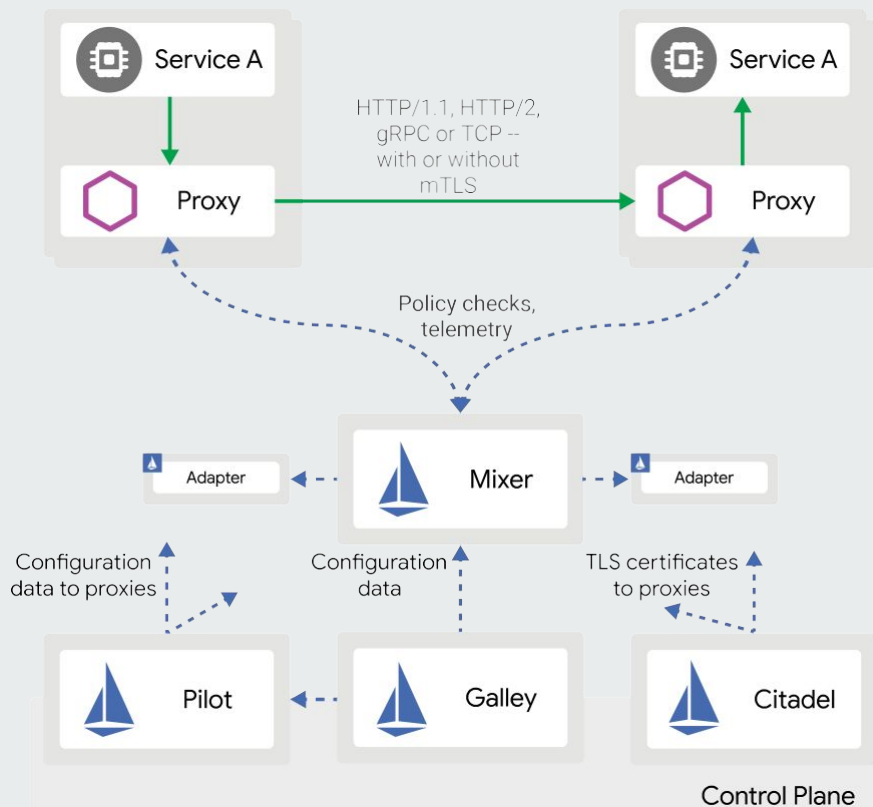 Service A
Service A
HTTP/1.1, HTTP/2,
gRPC or TCP --
with or without
mTLS
Proxy
Proxy
Policy checks,
telemetry
Mixer
Adapter
Adapter
Configuration
data to proxies
Configuration
data
TLS certificates
to proxies
Pilot
Galley
Citadel
Control Plane